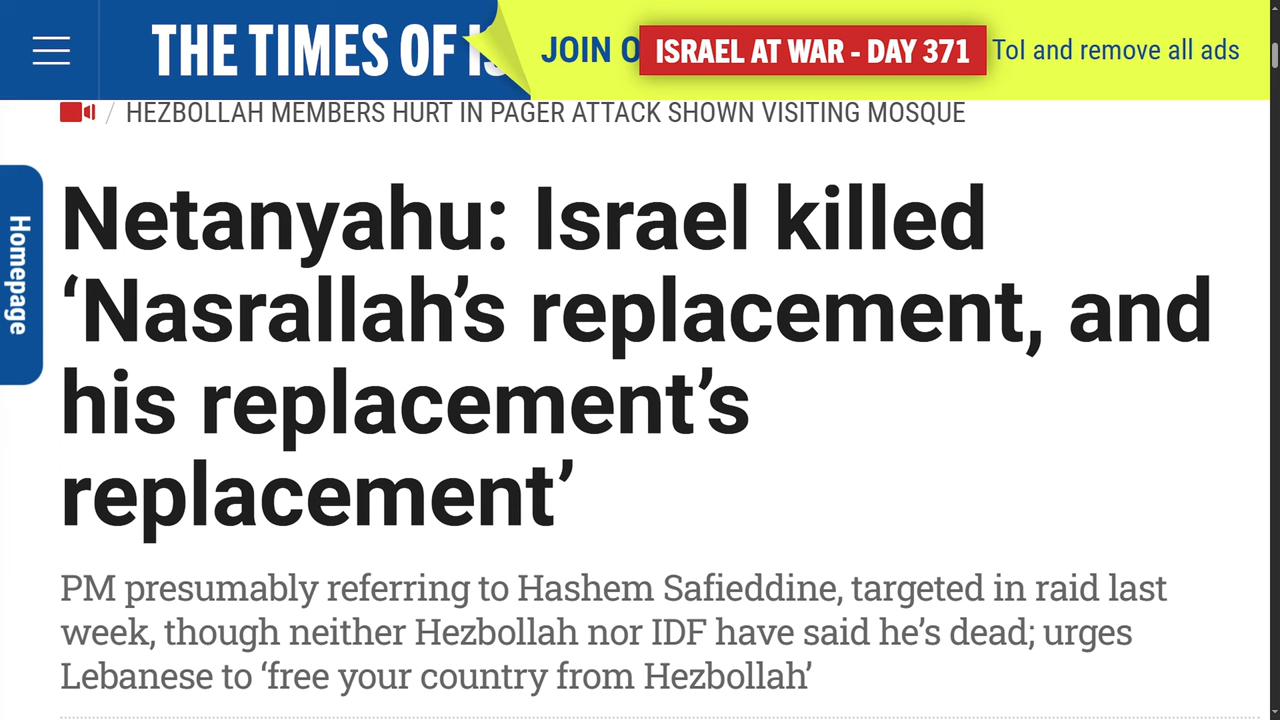 THE TIMES OF IS
JOIN O
ISRAEL AT WAR - DAY 371
ToI and remove all ads
/ HEZBOLLAH MEMBERS HURT IN PAGER ATTACK SHOWN VISITING MOSQUE
Homepage
Netanyahu: Israel killed
‘Nasrallah’s replacement, and
his replacement’s
replacement’
PM presumably referring to Hashem Safieddine, targeted in raid last
week, though neither Hezbollah nor IDF have said he’s dead; urges
Lebanese to ‘free your country from Hezbollah’